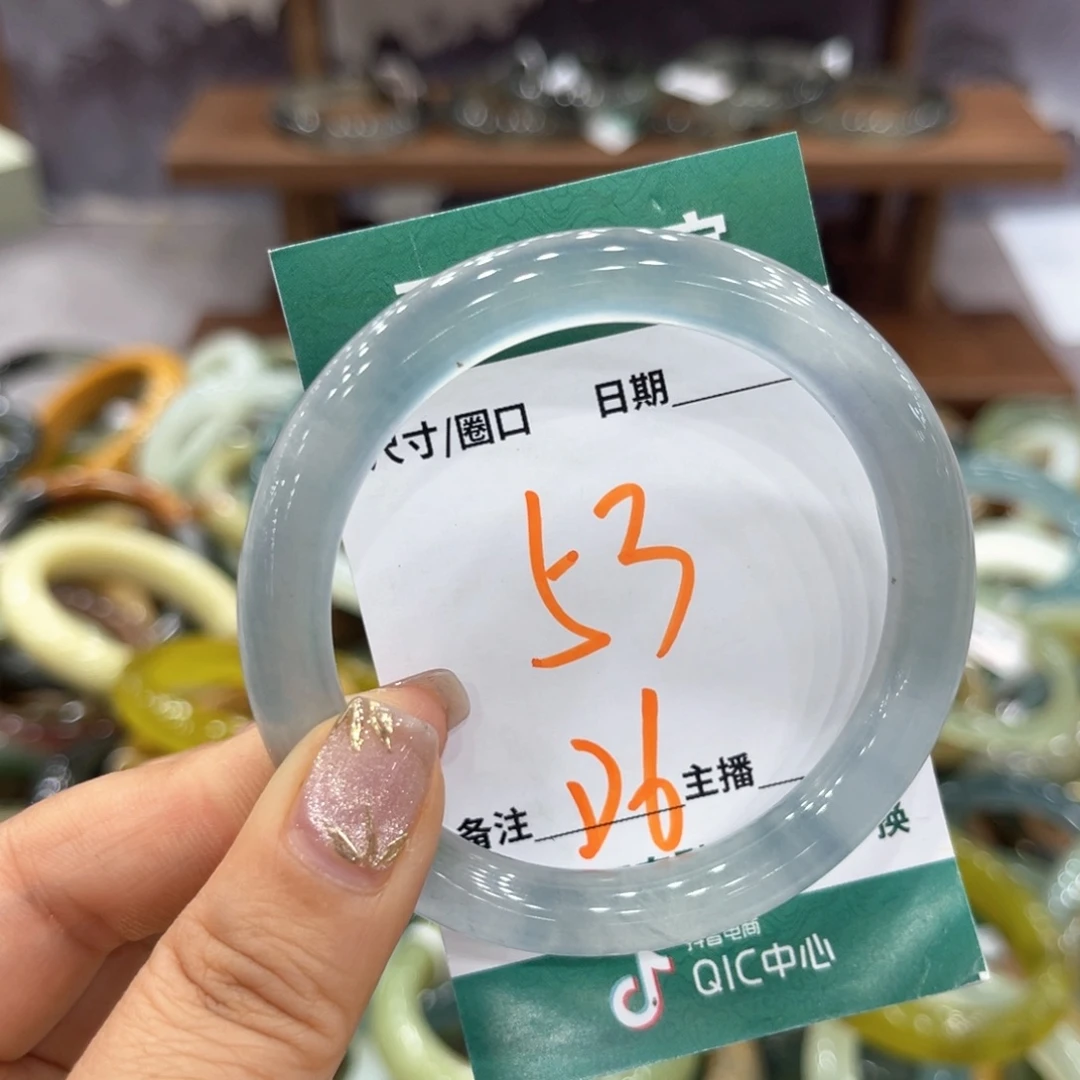 尺寸/圈口 日期
53
备注 D6 主播
换
抖音电商
QIC中心